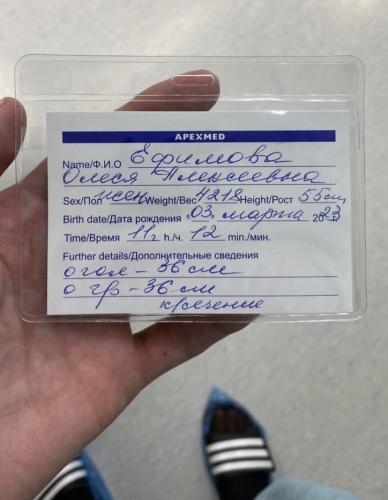 APEXMED
Name/Ф.И.О Ефимова
Олеся Алексеевна
Sex/Пол жен Weight/Вес 4218 Height/Рост 55см
Birth date/Дата рождения «03» марта 2023
Time/Время 11 h./ч. 12 min./мин.
Further details/Дополнительные сведения
о гол – 36 см
о гр – 36 см
к/сечение